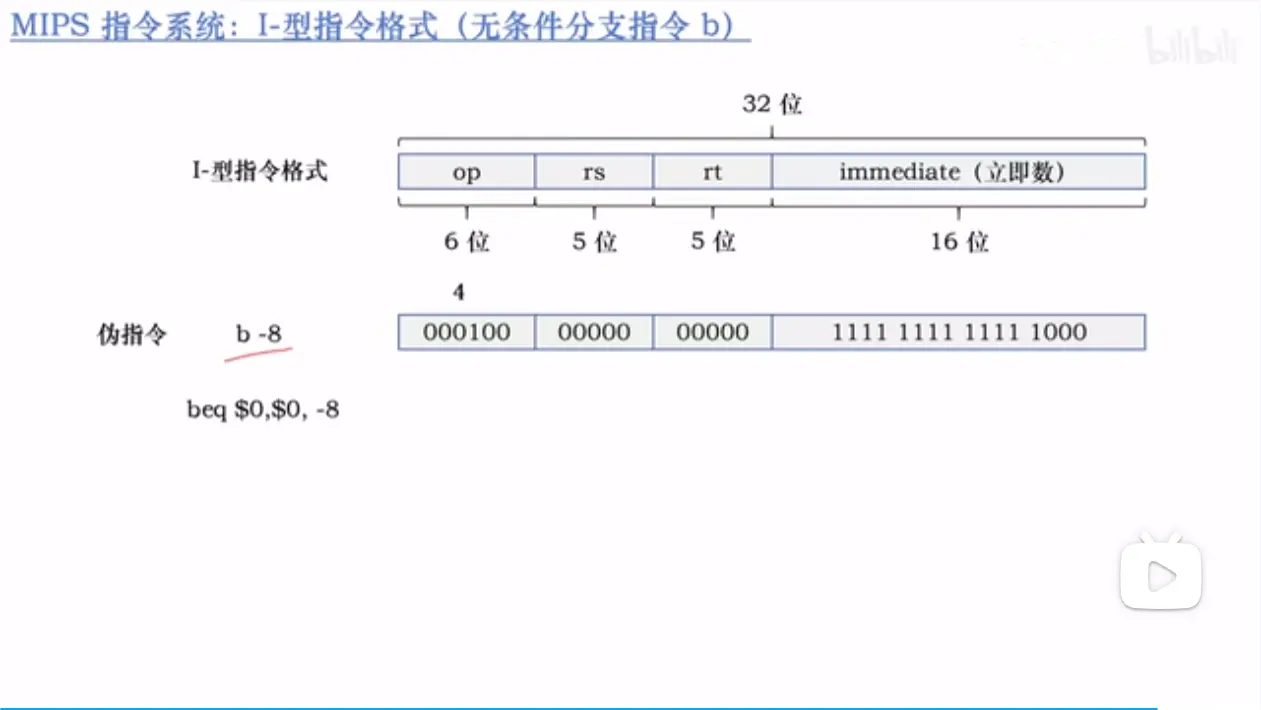 MIPS 指令系统：I-型指令格式（无条件分支指令 b）
bilibili
32 位
I-型指令格式 op rs rt immediate（立即数）
6 位 5 位 5 位 16 位
4
伪指令 b -8 000100 00000 00000 1111 1111 1111 1000
beq $0,$0, -8